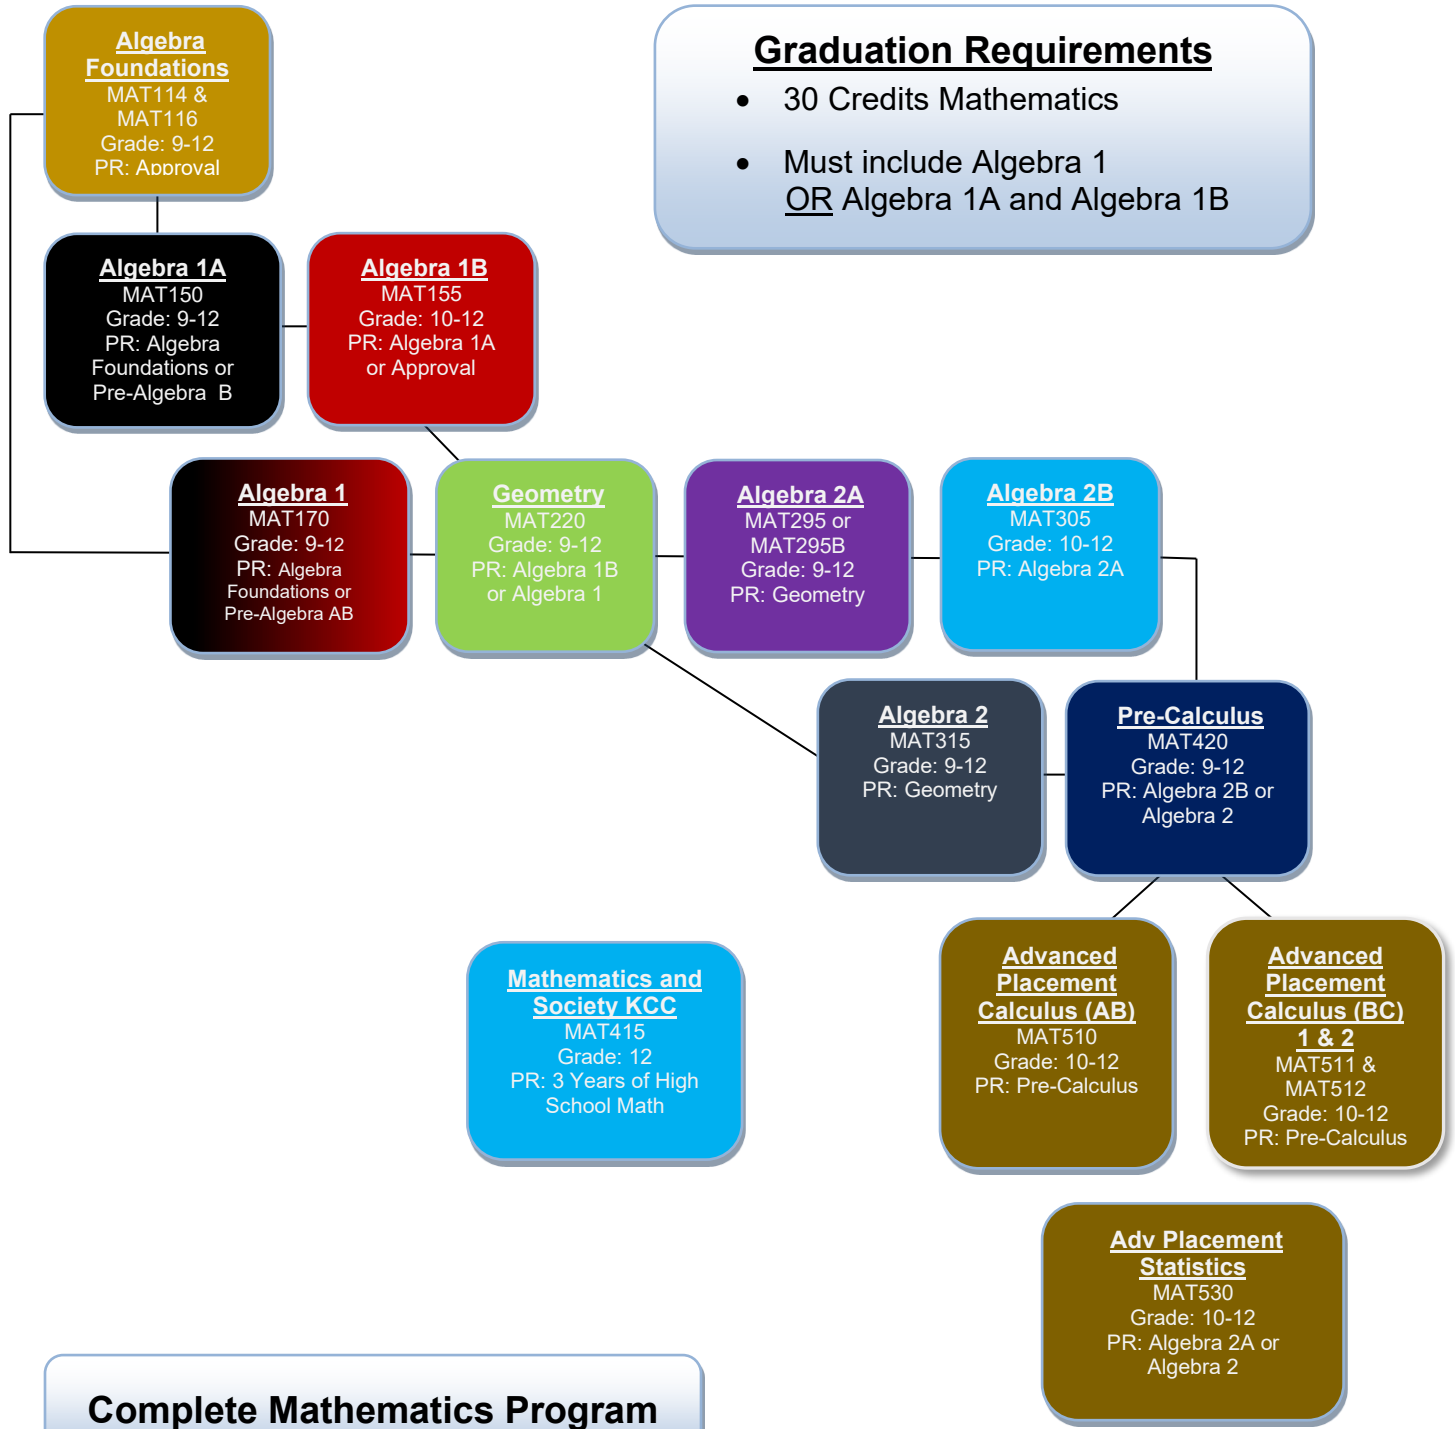 Algebra
Foundations
MAT114 &
MAT116
Grade: 9-12
PR: Approval
Graduation Requirements
• 30 Credits Mathematics
• Must include Algebra 1
OR Algebra 1A and Algebra 1B
Algebra 1A
MAT150
Grade: 9-12
PR: Algebra
Foundations or
Pre-Algebra B
Algebra 1B
MAT155
Grade: 10-12
PR: Algebra 1A
or Approval
Algebra 1
MAT170
Grade: 9-12
PR: Algebra
Foundations or
Pre-Algebra AB
Geometry
MAT220
Grade: 9-12
PR: Algebra 1B
or Algebra 1
Algebra 2A
MAT295 or
MAT295B
Grade: 9-12
PR: Geometry
Algebra 2B
MAT305
Grade: 10-12
PR: Algebra 2A
Algebra 2
MAT315
Grade: 9-12
PR: Geometry
Pre-Calculus
MAT420
Grade: 9-12
PR: Algebra 2B or
Algebra 2
Mathematics and
Society KCC
MAT415
Grade: 12
PR: 3 Years of High
School Math
Advanced
Placement
Calculus (AB)
MAT510
Grade: 10-12
PR: Pre-Calculus
Advanced
Placement
Calculus (BC)
1 & 2
MAT511 &
MAT512
Grade: 10-12
PR: Pre-Calculus
Adv Placement
Statistics
MAT530
Grade: 10-12
PR: Algebra 2A or
Algebra 2
Complete Mathematics Program